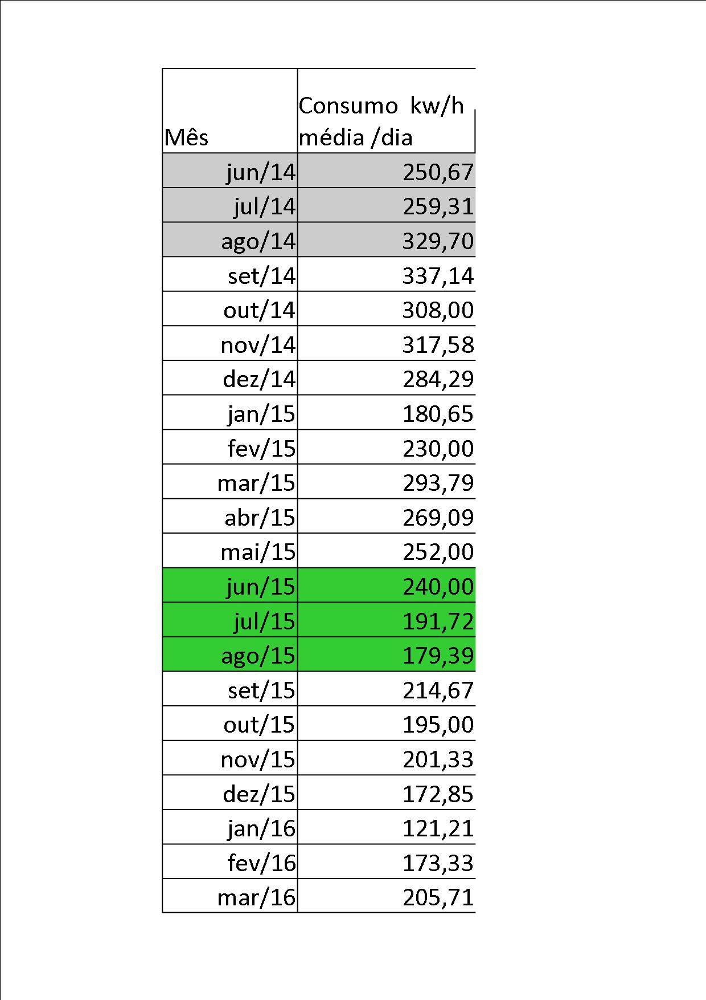 Mês Consumo kw/h média /dia
jun/14 250,67
jul/14 259,31
ago/14 329,70
set/14 337,14
out/14 308,00
nov/14 317,58
dez/14 284,29
jan/15 180,65
fev/15 230,00
mar/15 293,79
abr/15 269,09
mai/15 252,00
jun/15 240,00
jul/15 191,72
ago/15 179,39
set/15 214,67
out/15 195,00
nov/15 201,33
dez/15 172,85
jan/16 121,21
fev/16 173,33
mar/16 205,71